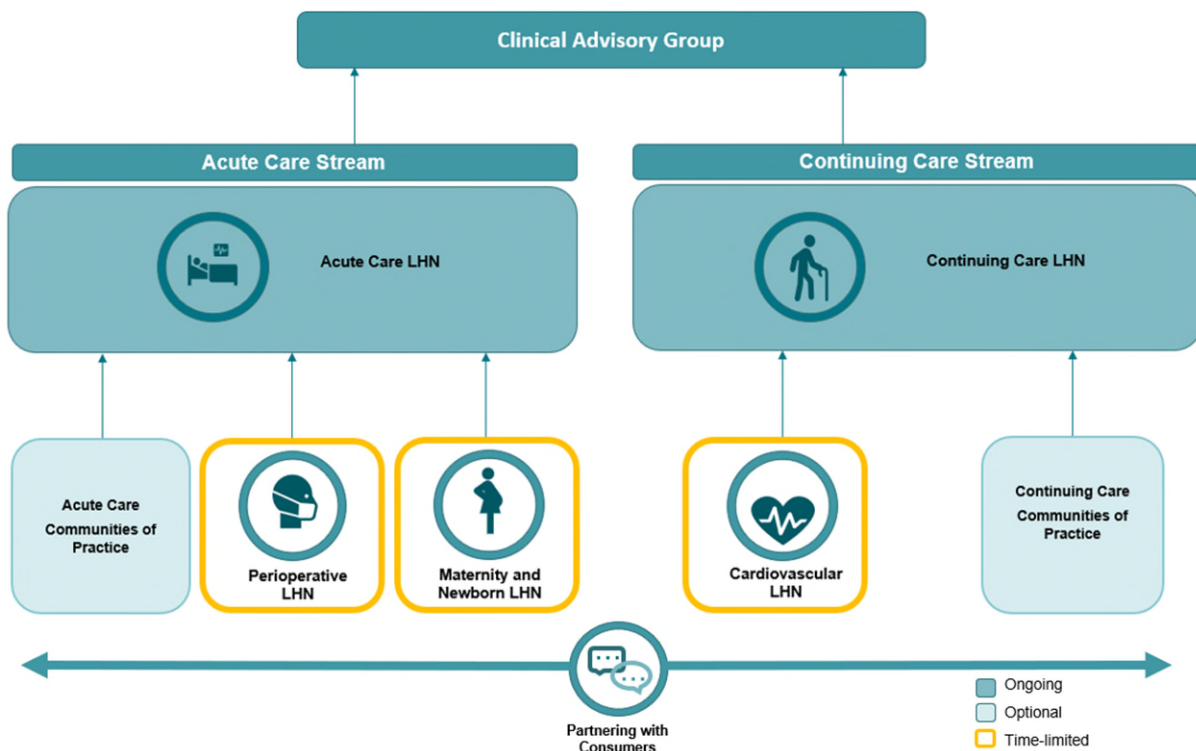 Clinical Advisory Group
Acute Care Stream
Continuing Care Stream
Acute Care LHN
Continuing Care LHN
Acute Care
Communities of
Practice
Perioperative
LHN
Maternity and
Newborn LHN
Cardiovascular
LHN
Continuing Care
Communities of
Practice
Partnering with
Consumers
Ongoing
Optional
Time-limited